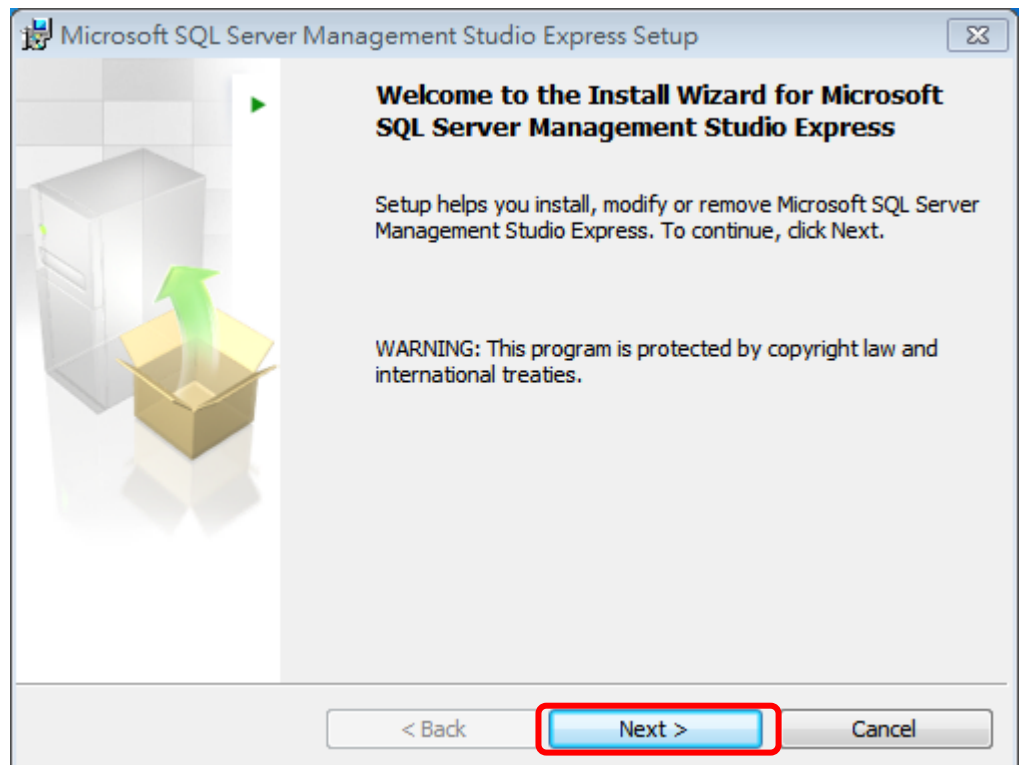 Microsoft SQL Server Management Studio Express Setup
Welcome to the Install Wizard for Microsoft
SQL Server Management Studio Express
Setup helps you install, modify or remove Microsoft SQL Server
Management Studio Express. To continue, click Next.
WARNING: This program is protected by copyright law and
international treaties.
< Back
Next >
Cancel